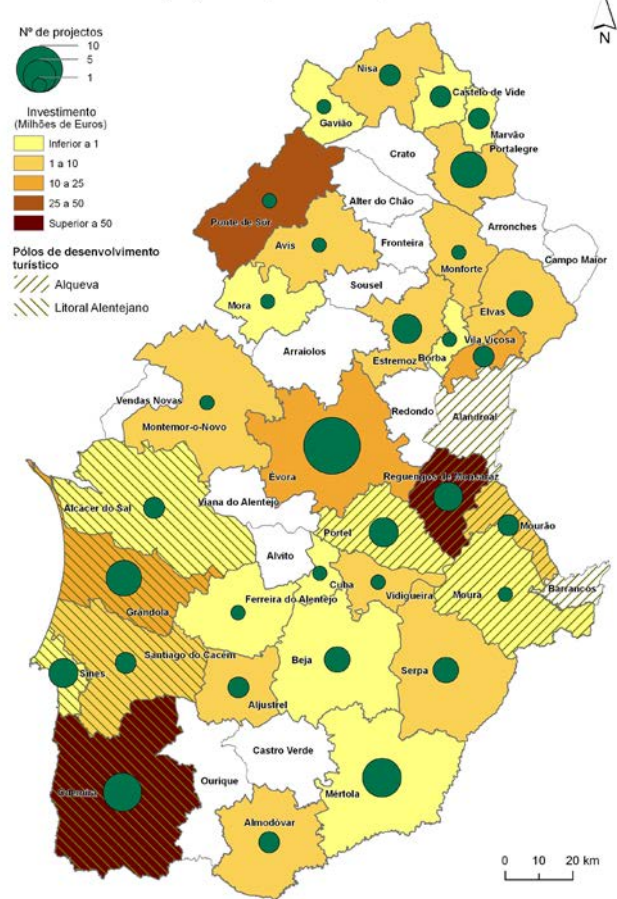 N
Nº de projectos
10
5
1
Investimento
(Milhões de Euros)
Inferior a 1
1 a 10
10 a 25
25 a 50
Superior a 50
Pólos de desenvolvimento
turístico
Alqueva
Litoral Alentejano
Nisa
Castelo de Vide
Gavião
Marvão
Portalegre
Crato
Ponte de Sôr
Alter do Chão
Arronches
Avis
Fronteira
Campo Maior
Monforte
Sousel
Mora
Elvas
Vila Viçosa
Arraiolos
Estremoz
Borba
Vendas Novas
Redondo
Alandroal
Montemor-o-Novo
Évora
Reguengos de Monsaraz
Viana do Alentejo
Alcácer do Sal
Portel
Mourão
Alvito
Cuba
Vidigueira
Moura
Barrancos
Ferreira do Alentejo
Grândola
Santiago do Cacém
Beja
Serpa
Sines
Aljustrel
Castro Verde
Ourique
Odemira
Mértola
Almodôvar
0 10 20 km